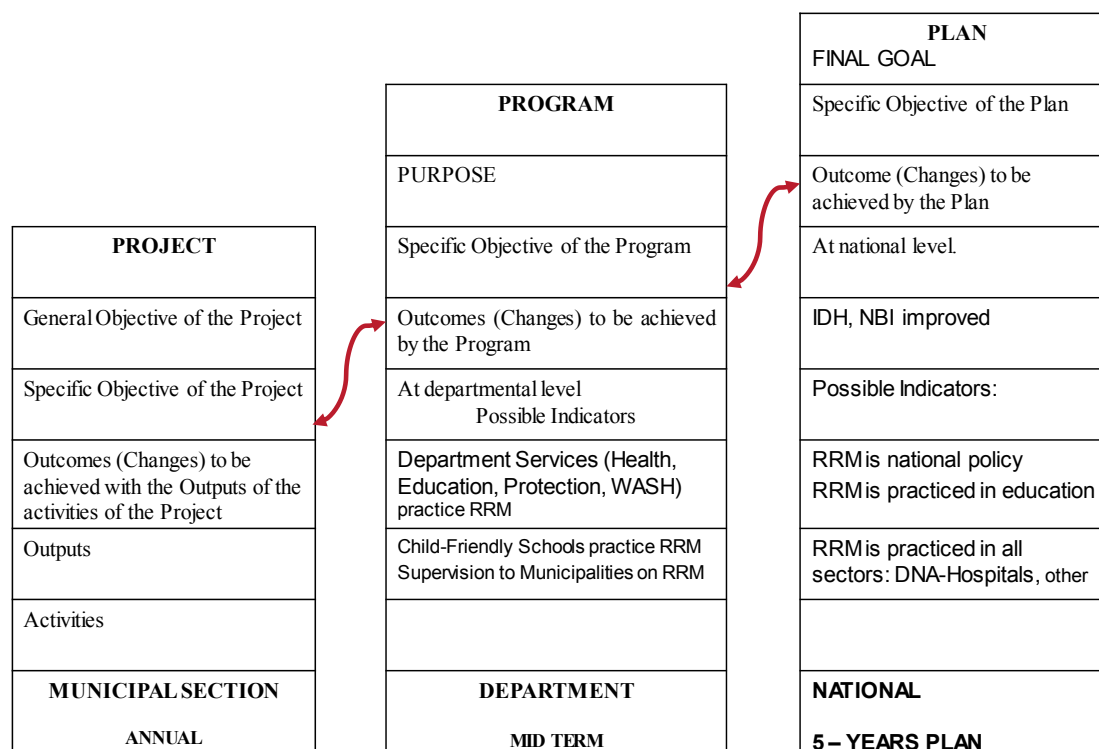 PROJECT
General Objective of the Project
Specific Objective of the Project
Outcomes (Changes) to be
achieved with the Outputs of the
activities of the Project
Outputs
Activities
MUNICIPAL SECTION
ANNUAL
PROGRAM
PURPOSE
Specific Objective of the Program
Outcomes (Changes) to be achieved
by the Program
At departmental level
Possible Indicators
Department Services (Health,
Education, Protection, WASH)
practice RRM
Child-Friendly Schools practice RRM
Supervision to Municipalities on RRM
DEPARTMENT
MID TERM
PLAN
FINAL GOAL
Specific Objective of the Plan
Outcome (Changes) to be
achieved by the Plan
At national level.
IDH, NBI improved
Possible Indicators:
RRM is national policy
RRM is practiced in education
RRM is practiced in all
sectors: DNA-Hospitals, other
NATIONAL
5 – YEARS PLAN